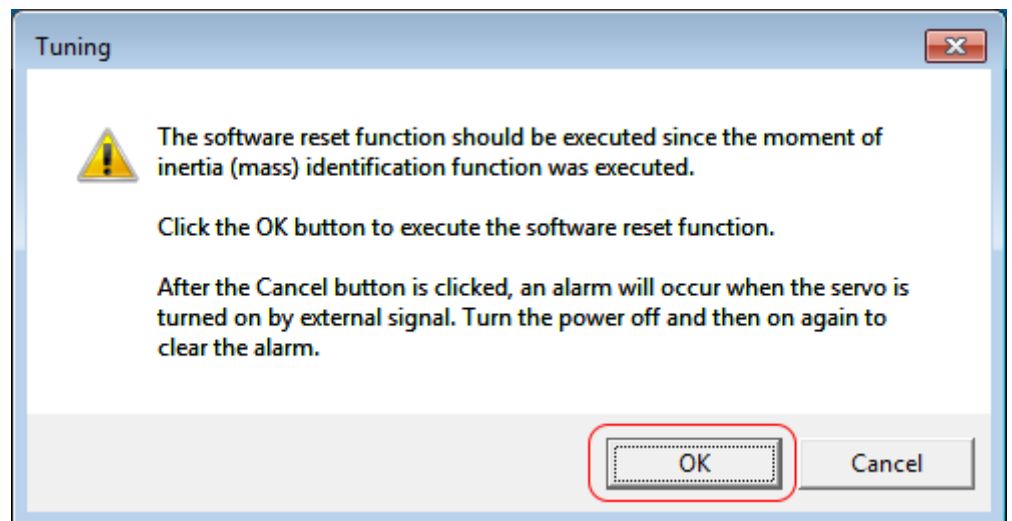 Tuning
The software reset function should be executed since the moment of
inertia (mass) identification function was executed.
Click the OK button to execute the software reset function.
After the Cancel button is clicked, an alarm will occur when the servo is
turned on by external signal. Turn the power off and then on again to
clear the alarm.
OK
Cancel